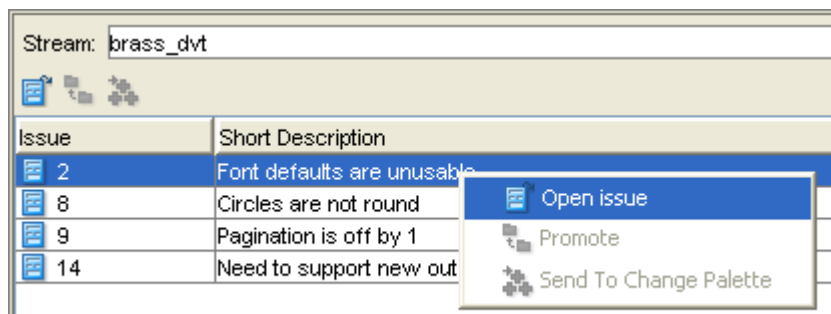 Stream: brass_dvt
Issue Short Description
2 Font defaults are unusable
8 Circles are not round
9 Pagination is off by 1
14 Need to support new out
Open issue
Promote
Send To Change Palette